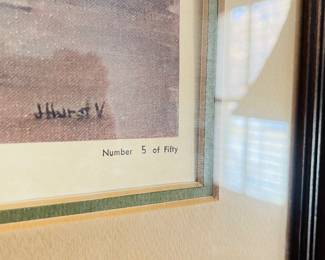 J Hurst V
Number 5 of Fifty